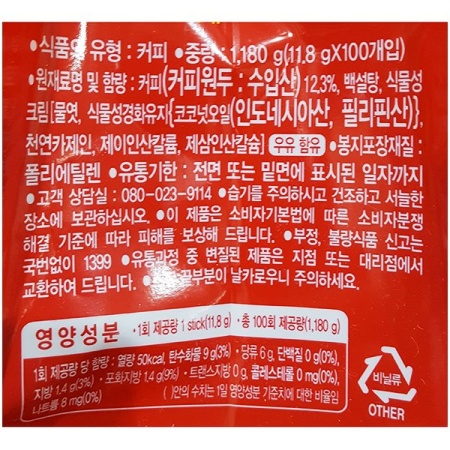 •식품의 유형 : 커피 •중량 : 1,180 g(11.8 gX100개입)
•원재료명 및 함량 : 커피(커피원두 : 수입산) 12.3%, 백설탕, 식물성
크림[물엿, 식물성경화유지{코코넛오일(인도네시아산, 필리핀산)},
천연카제인, 제이인산칼륨, 제삼인산칼슘] 우유 함유 •봉지포장재질 :
폴리에틸렌 •유통기한 : 전면 또는 밑면에 표시된 일자까지
•고객 상담실 : 080-023-9114 •습기를 주의하시고 건조하고 서늘한
장소에 보관하십시오. •이 제품은 소비자기본법에 따른 소비자분쟁
해결 기준에 따라 피해를 보상해 드립니다. •부정, 불량식품 신고는
국번없이 1399 •유통과정 중 변질된 제품은 지점 또는 대리점에서
교환하여 드립니다. 끝부분이 날카로우니 주의하세요.
영양성분 •1회 제공량 1 stick(11.8 g) •총 100회 제공량(1,180 g)
1회 제공량 당 함량 : 열량 50kcal, 탄수화물 9 g(3%) •당류 6 g, 단백질 0 g(0%),
지방 1.4 g(3%) •포화지방 1.4 g(9%) •트랜스지방 0 g, 콜레스테롤 0 mg(0%),
나트륨 8 mg(0%) ( )안의 수치는 1일 영양성분 기준치에 대한 비율임
비닐류
OTHER